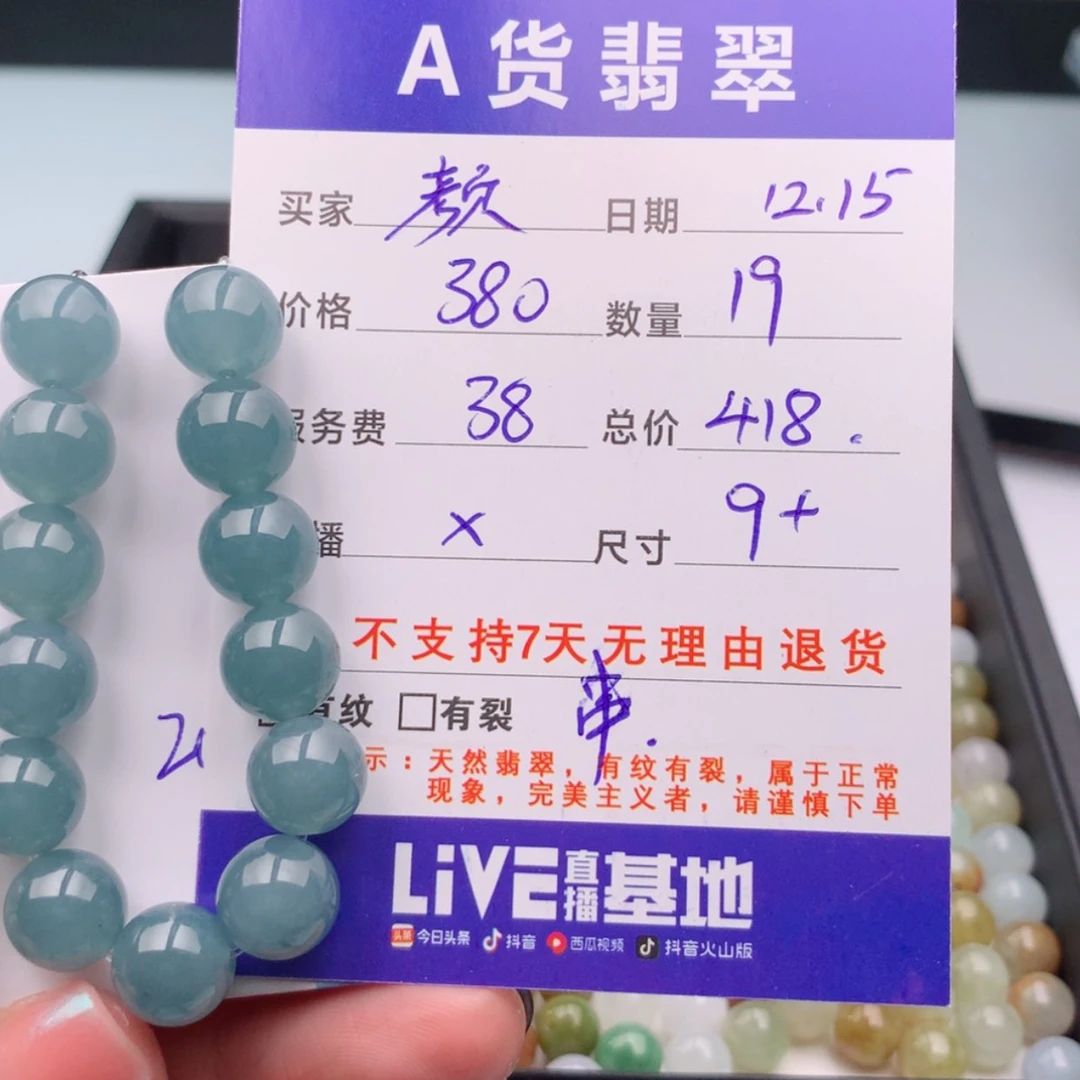 A货翡翠
买家 颜 日期 12.15
价格 380 数量 19
服务费 38 总价 418.
播 × 尺寸 9+
不支持7天无理由退货
有纹 □有裂 串.
示：天然翡翠，有纹有裂，属于正常
现象，完美主义者，请谨慎下单
LiVE直播基地
头条 今日头条 抖音 西瓜视频 抖音火山版